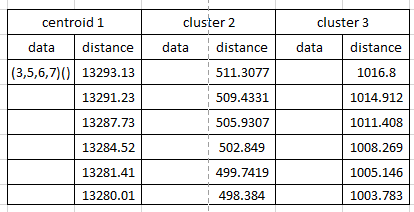 centroid 1 cluster 2 cluster 3
data distance data distance data distance
(3,5,6,7)() 13293.13 511.3077 1016.8
13291.23 509.4331 1014.912
13287.73 505.9307 1011.408
13284.52 502.849 1008.269
13281.41 499.7419 1005.146
13280.01 498.384 1003.783